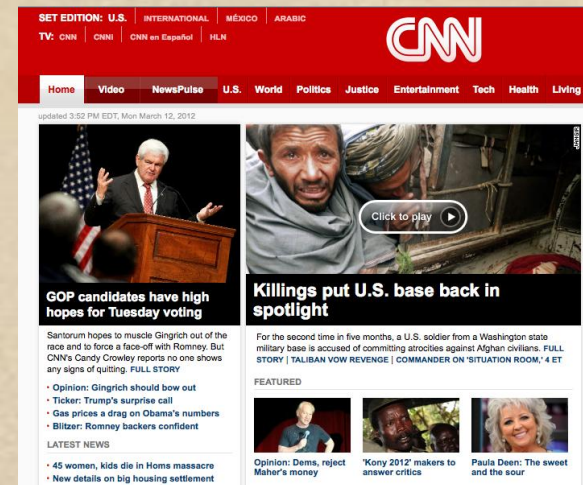 SET EDITION: U.S. INTERNATIONAL MÉXICO ARABIC
TV: CNN CNNI CNN en Español HLN
CNN
Home Video NewsPulse U.S. World Politics Justice Entertainment Tech Health Living
updated 3:52 PM EDT, Mon March 12, 2012
GOP candidates have high
hopes for Tuesday voting
Santorum hopes to muscle Gingrich out of the
race and to force a face-off with Romney. But
CNN's Candy Crowley reports no one shows
any signs of quitting. FULL STORY
• Opinion: Gingrich should bow out
• Ticker: Trump's surprise call
• Gas prices a drag on Obama's numbers
• Blitzer: Romney backers confident
LATEST NEWS
• 45 women, kids die in Homs massacre
• New details on big housing settlement
Click to play
Killings put U.S. base back in
spotlight
For the second time in five months, a U.S. soldier from a Washington state
military base is accused of committing atrocities against Afghan civilians. FULL
STORY | TALIBAN VOW REVENGE | COMMANDER ON 'SITUATION ROOM,' 4 ET
FEATURED
Opinion: Dems, reject
Maher's money
'Kony 2012' makers to
answer critics
Paula Deen: The sweet
and the sour